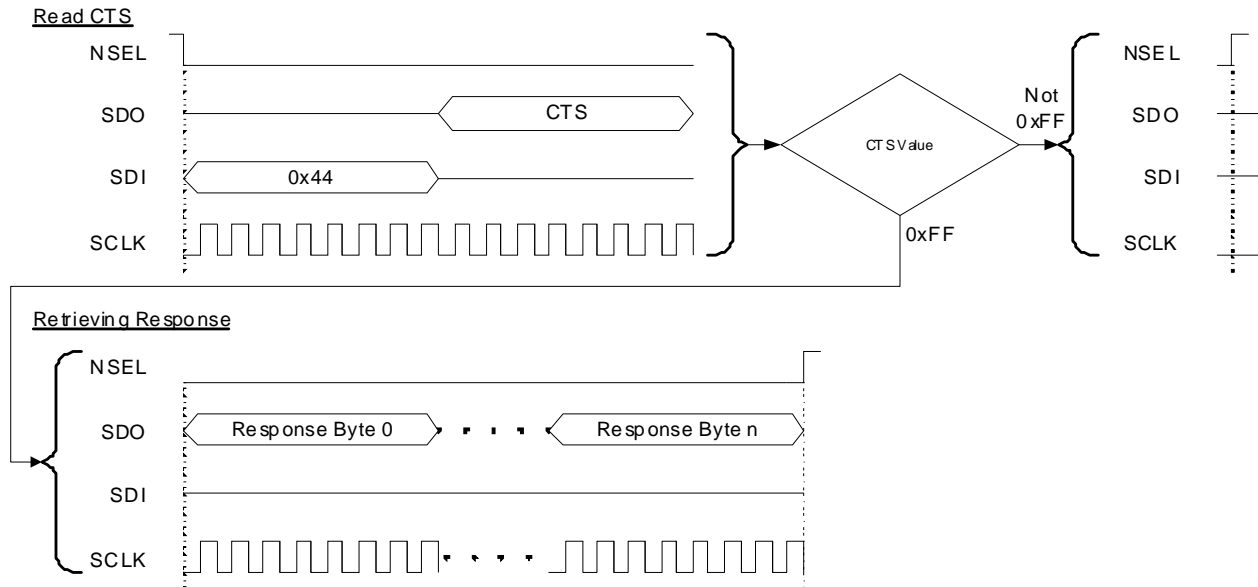 Read CTS
NSEL
SDO
CTS
SDI
0x44
SCLK
CTS Value
Not
0xFF
0xFF
NSEL
SDO
SDI
SCLK
Retrieving Response
NSEL
SDO
Response Byte 0
Response Byte n
SDI
SCLK